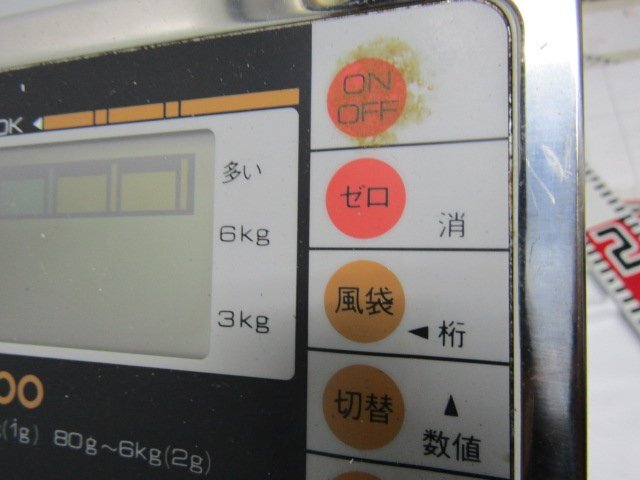 OK
多い
6kg
3kg
00
(1g) 80g~6kg(2g)
ON
OFF
ゼロ
消
風袋
◄桁
切替
▲
数値